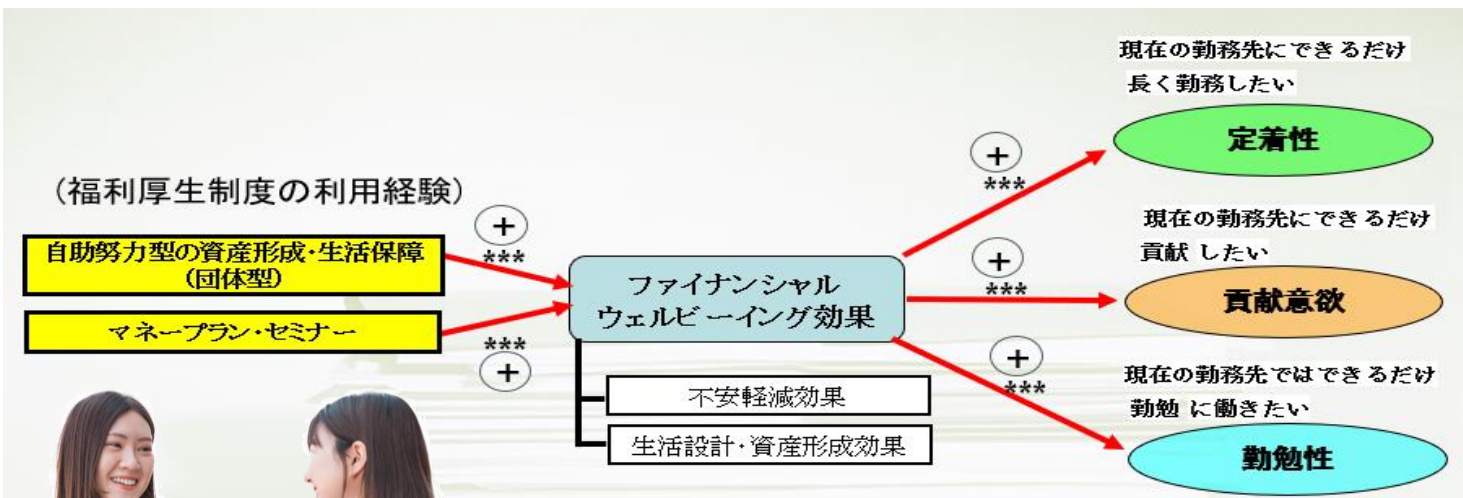 (福利厚生制度の利用経験)
自助努力型の資産形成・生活保障
(団体型)
マネープラン・セミナー
+
***
***
+
ファイナンシャル
ウェルビーイング効果
不安軽減効果
生活設計・資産形成効果
+
***
+
***
+
***
現在の勤務先にできるだけ
長く勤務したい
定着性
現在の勤務先にできるだけ
貢献 したい
貢献意欲
現在の勤務先ではできるだけ
勤勉 に働きたい
勤勉性